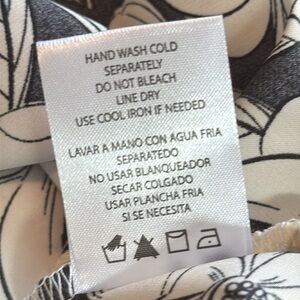 HAND WASH COLD
SEPARATELY
DO NOT BLEACH
LINE DRY
USE COOL IRON IF NEEDED
LAVAR A MANO CON AGUA FRIA
SEPARATEDO
NO USAR BLANQUEADOR
SECAR COLGADO
USAR PLANCHA FRIA
SI SE NECESITA